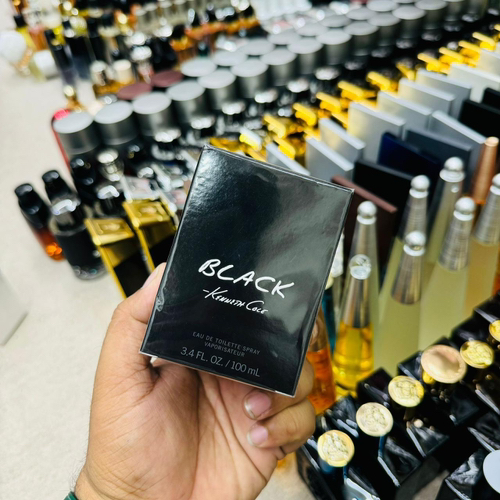 BLACK
-KENNETH COLE
EAU DE TOILETTE SPRAY
VAPORISATEUR
3.4 FL. OZ. / 100 mL